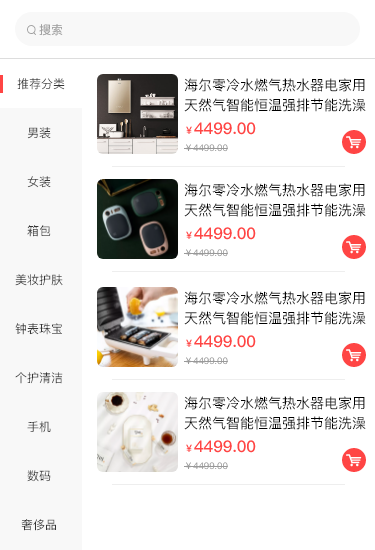 搜索
推荐分类
男装
女装
箱包
美妆护肤
钟表珠宝
个护清洁
手机
数码
奢侈品
海尔零冷水燃气热水器电家用
天然气智能恒温强排节能洗澡
￥4499.00
￥4499.00
海尔零冷水燃气热水器电家用
天然气智能恒温强排节能洗澡
￥4499.00
￥4499.00
海尔零冷水燃气热水器电家用
天然气智能恒温强排节能洗澡
￥4499.00
￥4499.00
海尔零冷水燃气热水器电家用
天然气智能恒温强排节能洗澡
￥4499.00
￥4499.00